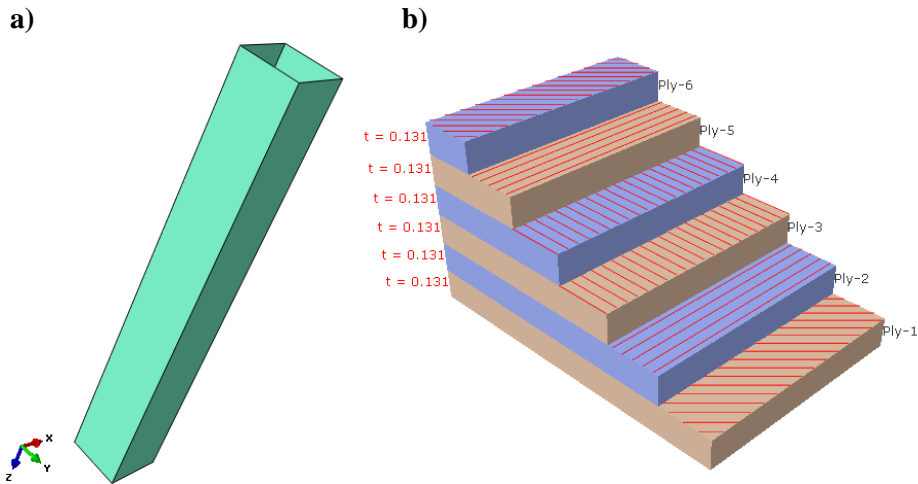 a)
b)
X
Y
Z
t = 0.131
t = 0.131
t = 0.131
t = 0.131
t = 0.131
t = 0.131
Ply-6
Ply-5
Ply-4
Ply-3
Ply-2
Ply-1